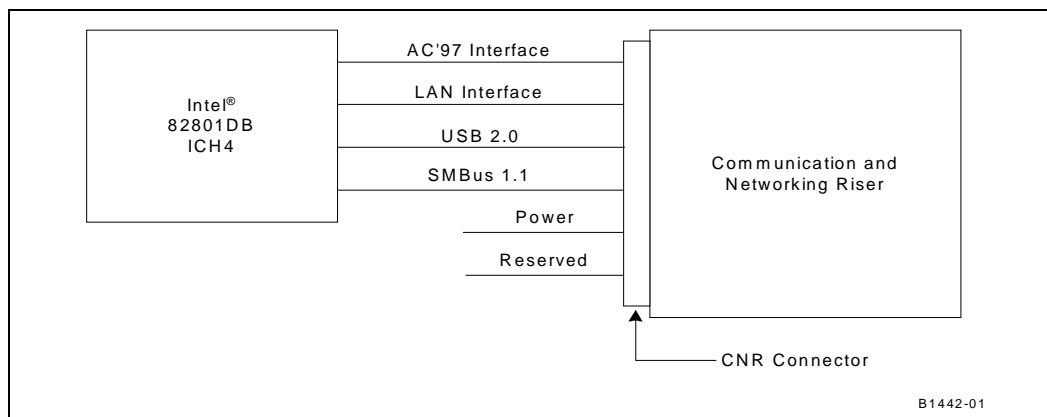 AC'97 Interface
LAN Interface
Intel®
82801DB
ICH4
USB 2.0
SMBus 1.1
Power
Reserved
Communication and
Networking Riser
CNR Connector
B1442-01